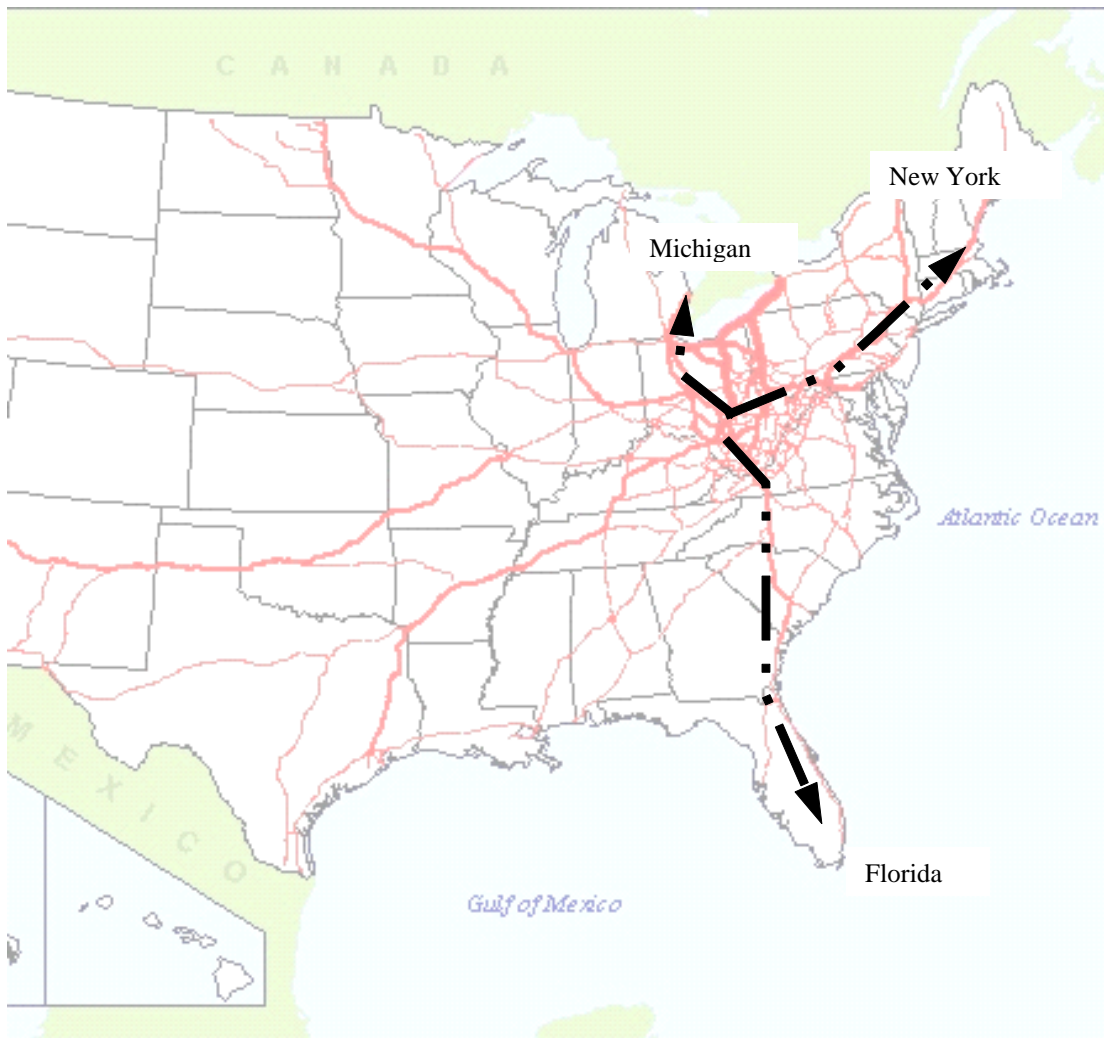 CANADA
New York
Michigan
Atlantic Ocean
MEXICO
Florida
Gulf of Mexico